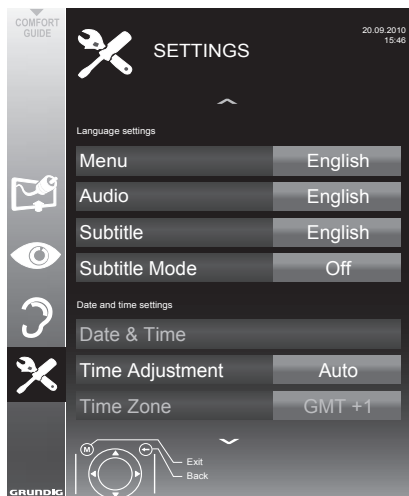 COMFORT
GUIDE
SETTINGS
20.09.2010
15:46
Language settings
Menu English
Audio English
Subtitle English
Subtitle Mode Off
Date and time settings
Date & Time
Time Adjustment Auto
Time Zone GMT +1
M
Exit
Back
GRUNDIG